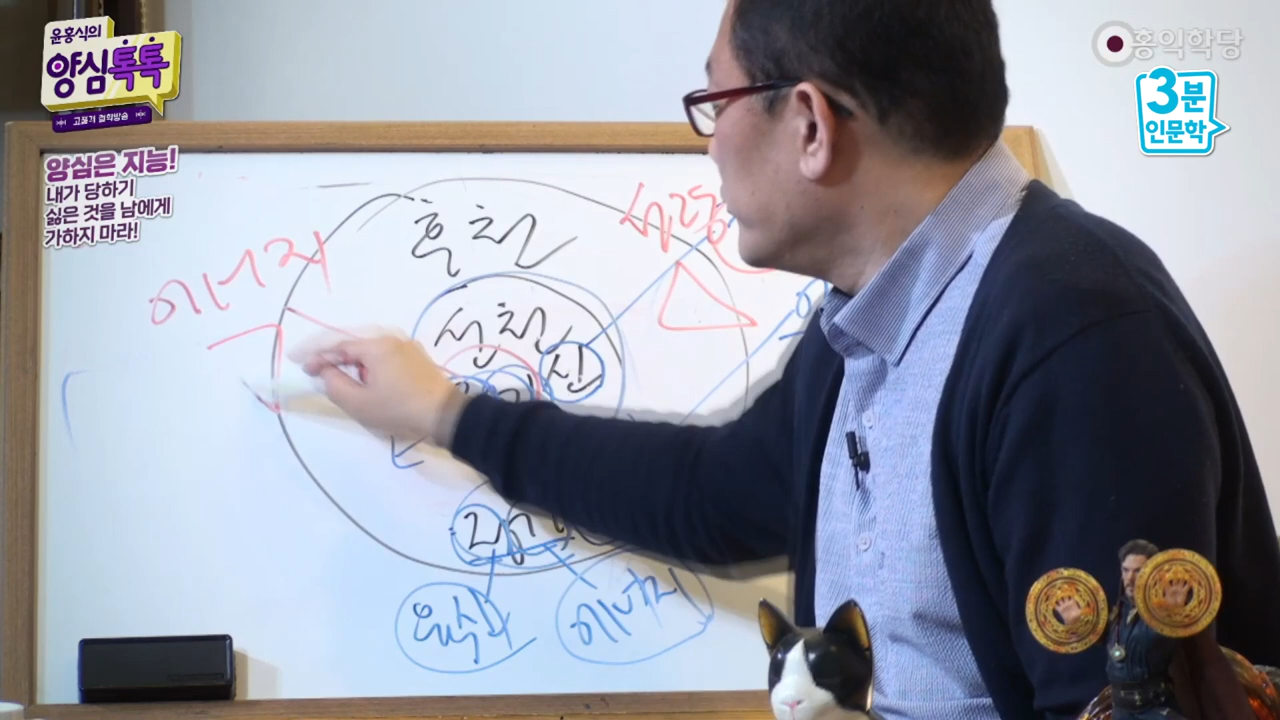 윤홍식의
양심톡톡
고품격 철학방송
양심은 지능!
내가 당하기
싫은 것을 남에게
가하지 마라!
홍익학당
3분
인문학
후천
에너지
선천
신
육신
에너지